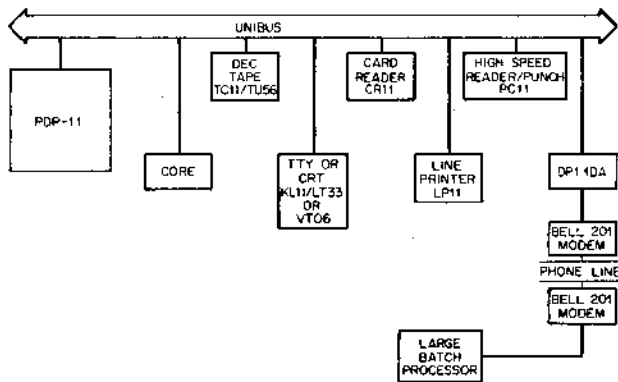 UNIBUS
PDP-11
CORE
DEC
TAPE
TC11/TU56
TTY OR
CRT
KL11/LT33
OR
VT06
CARD
READER
CR11
LINE
PRINTER
LP11
HIGH SPEED
READER/PUNCH
PC11
DP11DA
BELL 201
MODEM
PHONE LINE
BELL 201
MODEM
LARGE
BATCH
PROCESSOR